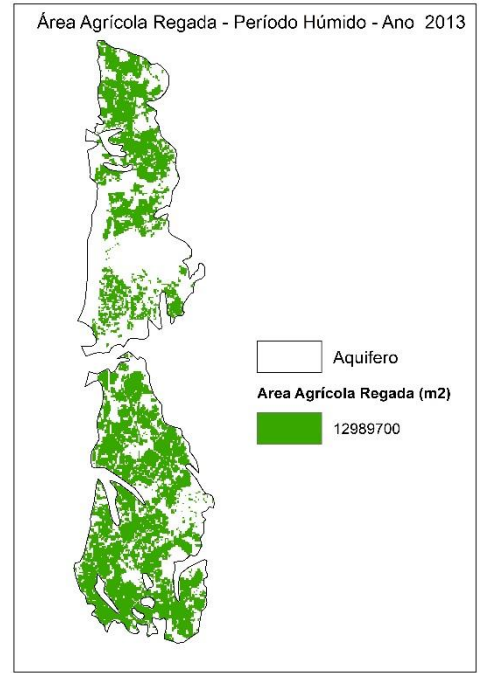 Área Agrícola Regada - Período Húmido - Ano 2013
Aquifero
Area Agrícola Regada (m2)
12989700